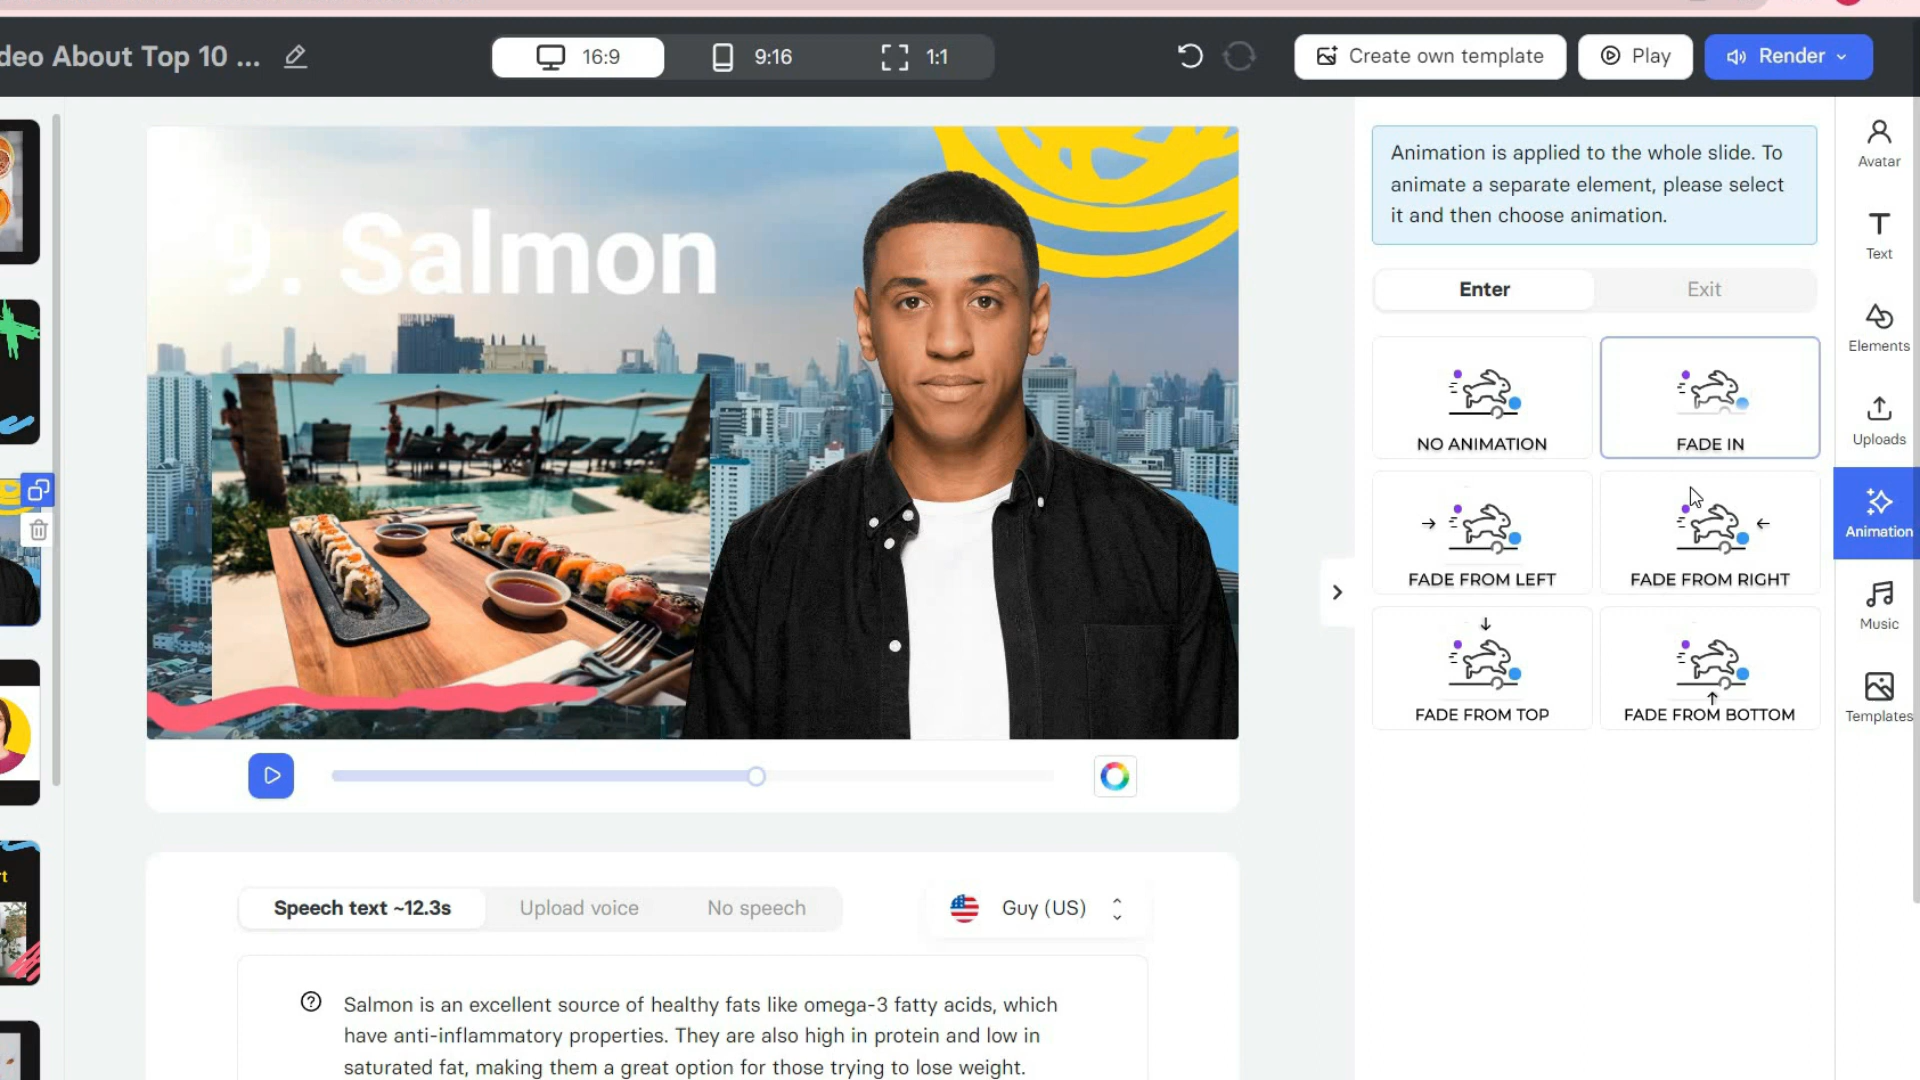 deo About Top 10 ...
16:9
9:16
1:1
Create own template
Play
Render
9. Salmon
Animation is applied to the whole slide. To
animate a separate element, please select
it and then choose animation.
Enter
Exit
NO ANIMATION
FADE IN
FADE FROM LEFT
FADE FROM RIGHT
FADE FROM TOP
FADE FROM BOTTOM
Avatar
Text
Elements
Uploads
Animation
Music
Templates
rt
Speech text ~12.3s
Upload voice
No speech
Guy (US)
Salmon is an excellent source of healthy fats like omega-3 fatty acids, which
have anti-inflammatory properties. They are also high in protein and low in
saturated fat, making them a great option for those trying to lose weight.